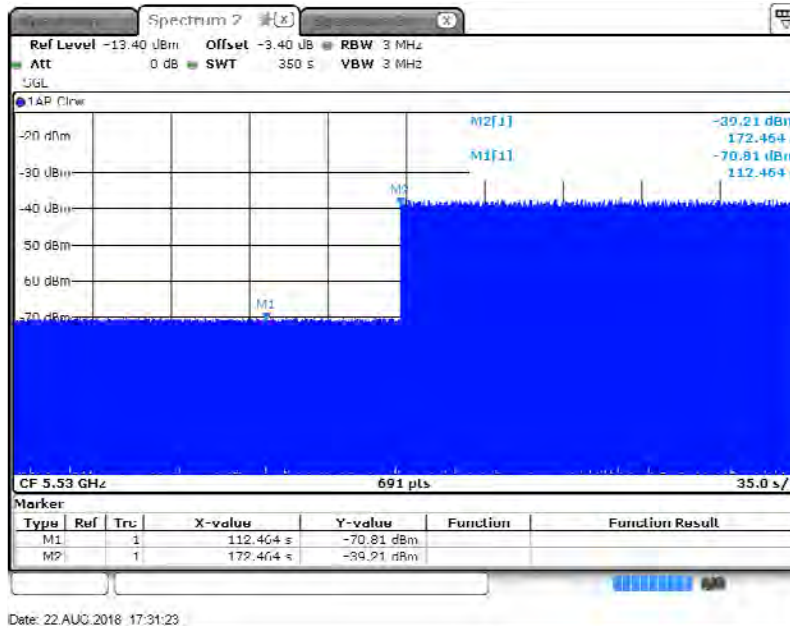 Spectrum 2 (x) (x)
Ref Level -13.40 dBm Offset -3.40 dB RBW 3 MHz
Att 0 dB SWT 350 s VBW 3 MHz
SGL
1AP Clrw
M2[1] -39.21 dBm
-20 dBm 172.464 s
M1[1] -70.81 dBm
-30 dBm 112.464 s
M2
-40 dBm
50 dBm
60 dBm
M1
-70 dBm
CF 5.53 GHz 691 pts 35.0 s/
Marker
Type Ref Trc X-value Y-value Function Function Result
M1 1 112.464 s -70.81 dBm
M2 1 172.464 s -39.21 dBm
Date: 22.AUG.2018 17:31:23